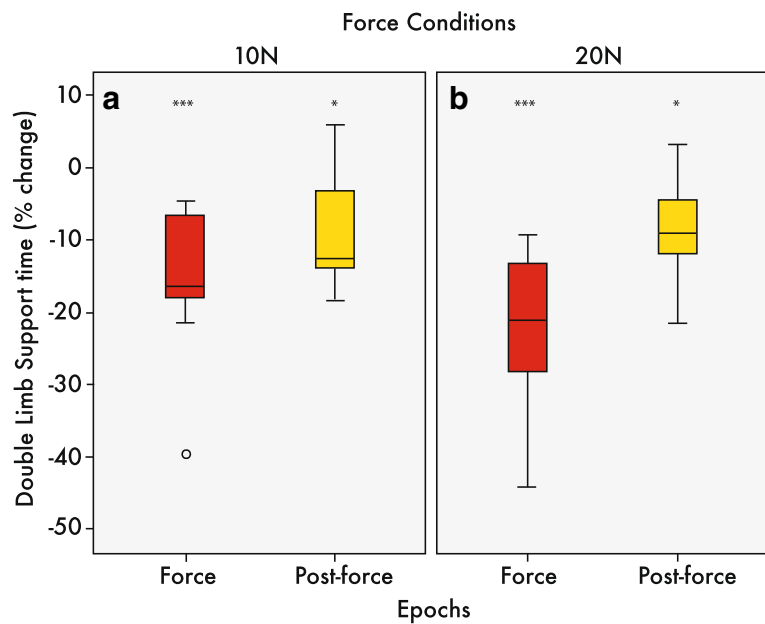 Force Conditions
10N 20N
a *** * b *** *
Double Limb Support time (% change)
10
0
-10
-20
-30
-40
-50
Force Post-force Force Post-force
Epochs